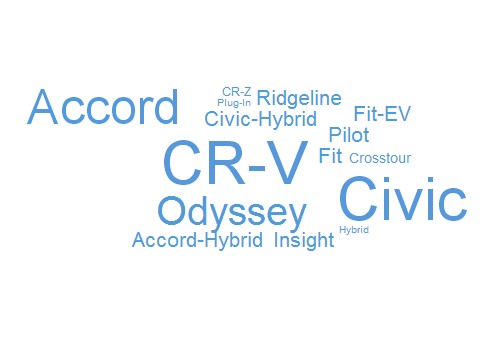 CR-Z
Plug-In
Ridgeline
Accord
Fit-EV
Civic-Hybrid
Pilot
CR-V
Fit
Crosstour
Civic
Odyssey
Hybrid
Accord-Hybrid
Insight